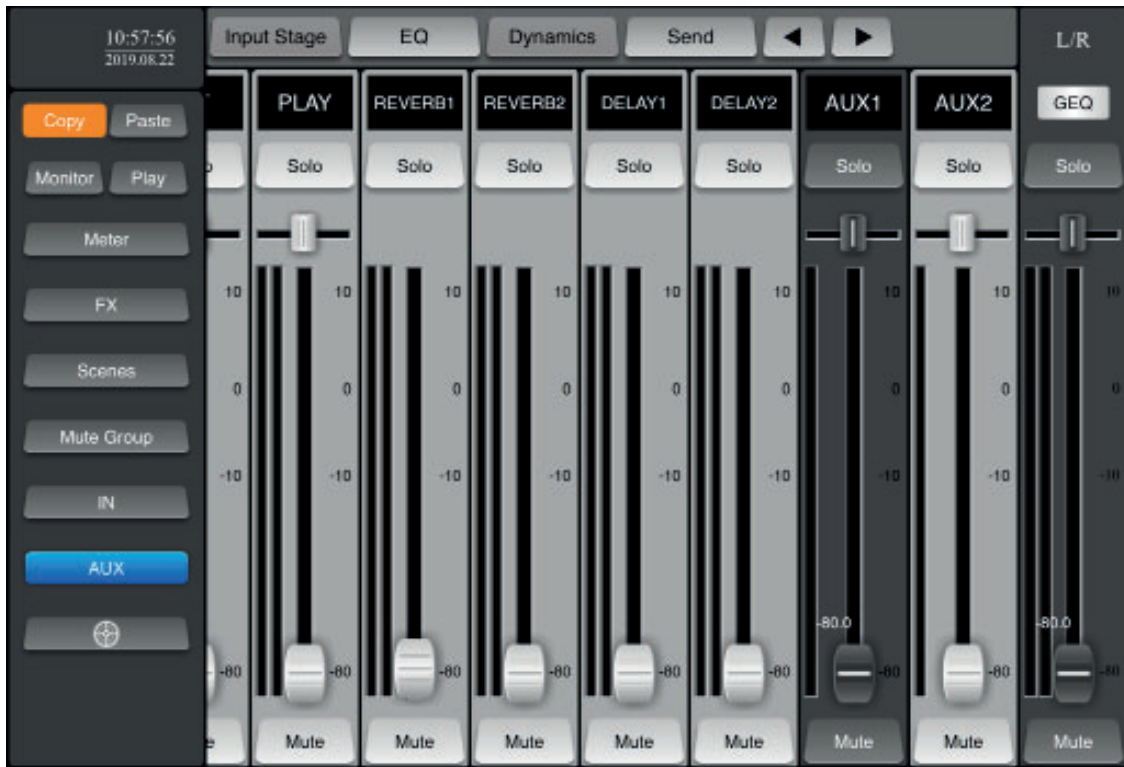 10:57:56
2019.08.22
Input Stage EQ Dynamics Send ◀ ▶ L/R
Copy Paste
Monitor Play
Meter
FX
Scenes
Mute Group
IN
AUX
PLAY REVERB1 REVERB2 DELAY1 DELAY2 AUX1 AUX2 GEQ
Solo Solo Solo Solo Solo Solo Solo Solo
10 10 10 10 10 10 10 10 10
0 0 0 0 0 0 0 0 0
-10 -10 -10 -10 -10 -10 -10 -10 -10
-80.0 -80.0
-80 -80 -80 -80 -80 -80 -80 -80 -80
Mute Mute Mute Mute Mute Mute Mute Mute